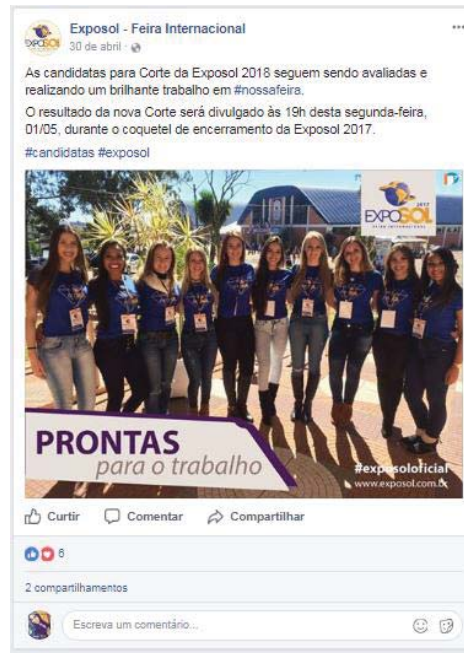 Exposol - Feira Internacional
30 de abril ·
As candidatas para Corte da Exposol 2018 seguem sendo avaliadas e
realizando um brilhante trabalho em #nossafeira.
O resultado da nova Corte será divulgado às 19h desta segunda-feira,
01/05, durante o coquetel de encerramento da Exposol 2017.
#candidatas #exposol
2017
EXPOSOL
FEIRA INTERNACIONAL
PRONTAS
para o trabalho
#exposoloficial
www.exposol.com.br
Curtir Comentar Compartilhar
6
2 compartilhamentos
Escreva um comentário...